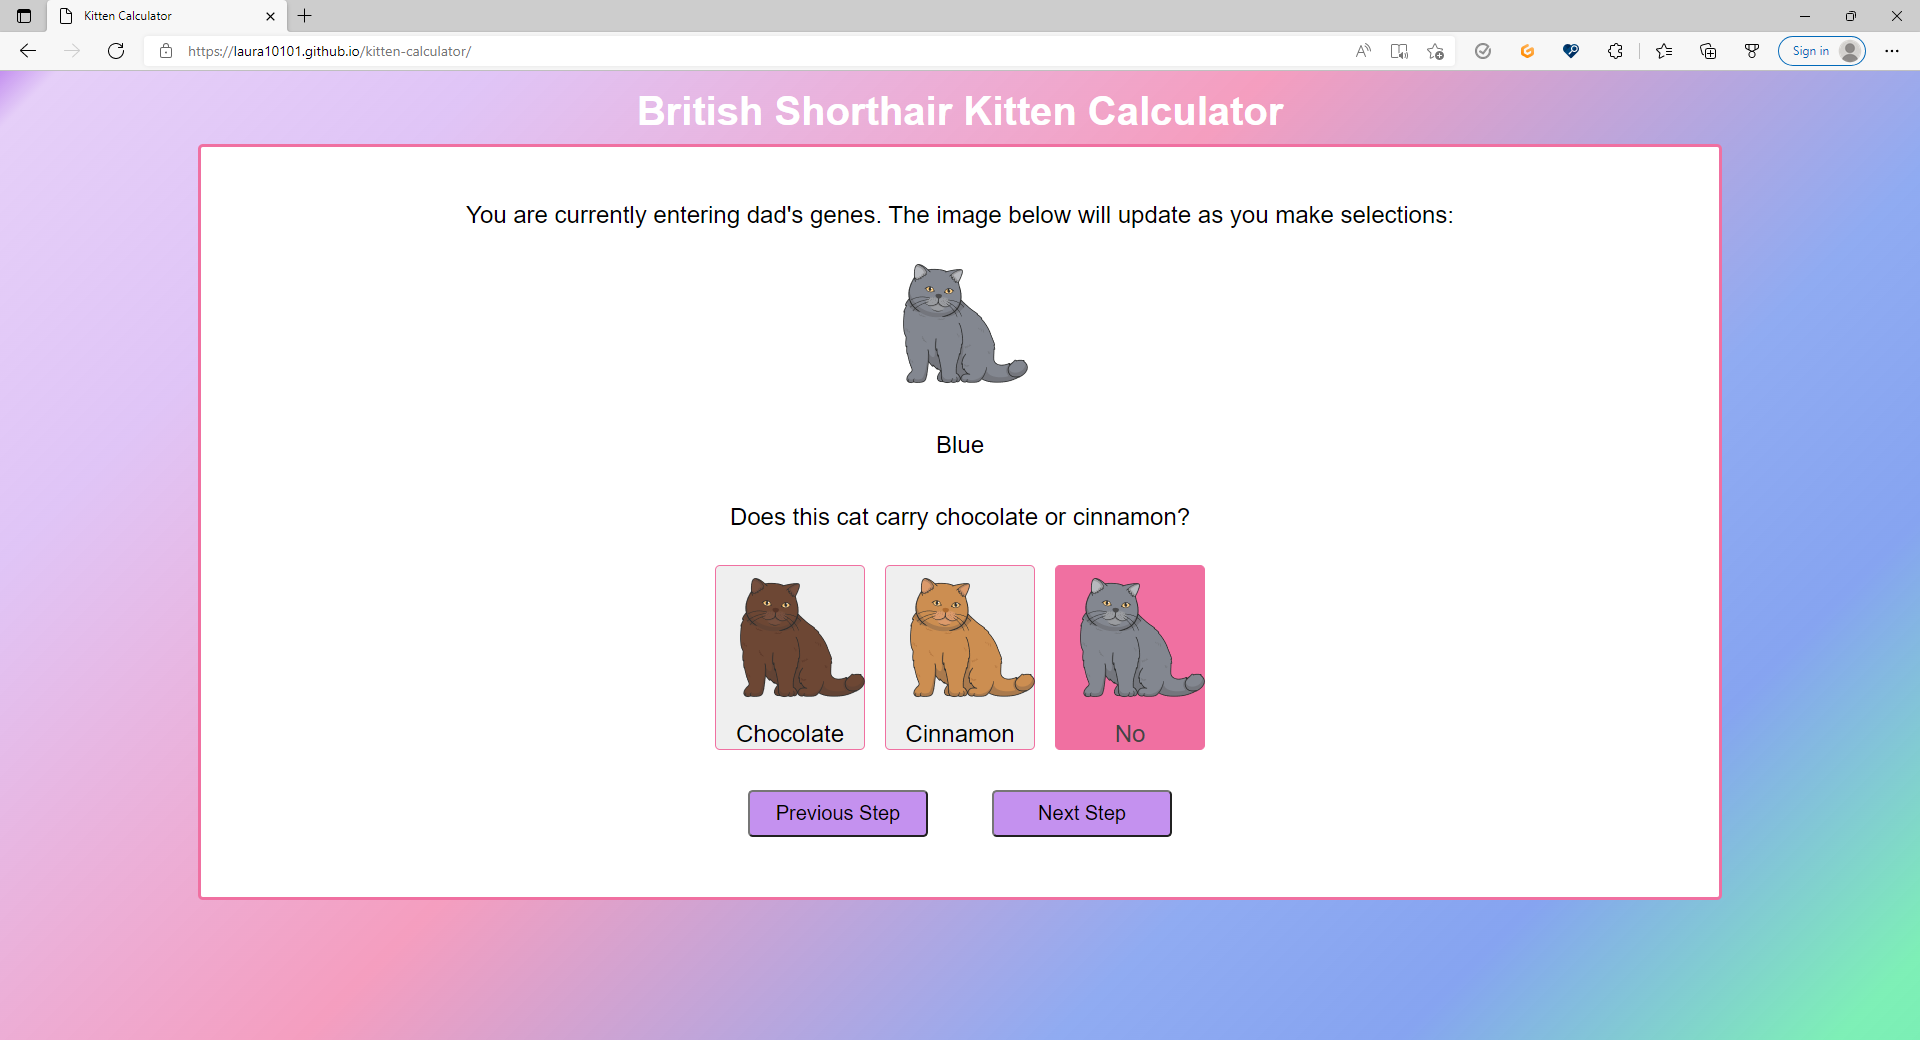 Kitten Calculator
https://laura10101.github.io/kitten-calculator/
Sign in
British Shorthair Kitten Calculator
You are currently entering dad's genes. The image below will update as you make selections:
Blue
Does this cat carry chocolate or cinnamon?
Chocolate
Cinnamon
No
Previous Step
Next Step